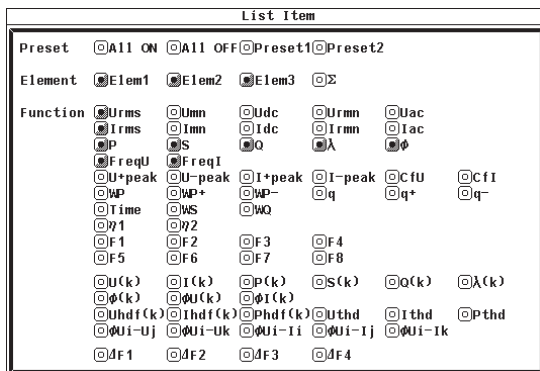 List Item
Preset All ON All OFF Preset1 Preset2
Element Elem1 Elem2 Elem3 Σ
Function Urms Umn Udc Urmn Uac
Irms Imn Idc Irmn Iac
P S Q λ ϕ
FreqU FreqI
U+peak U-peak I+peak I-peak CfU CfI
WP WP+ WP- q q+ q-
Time WS WQ
η1 η2
F1 F2 F3 F4
F5 F6 F7 F8
U(k) I(k) P(k) S(k) Q(k) λ(k)
ϕ(k) ϕU(k) ϕI(k)
Uhdf(k) Ihdf(k) Phdf(k) Uthd Ithd Pthd
ϕUi-Uj ϕUi-Uk ϕUi-Ii ϕUi-Ij ϕUi-Ik
ΔF1 ΔF2 ΔF3 ΔF4